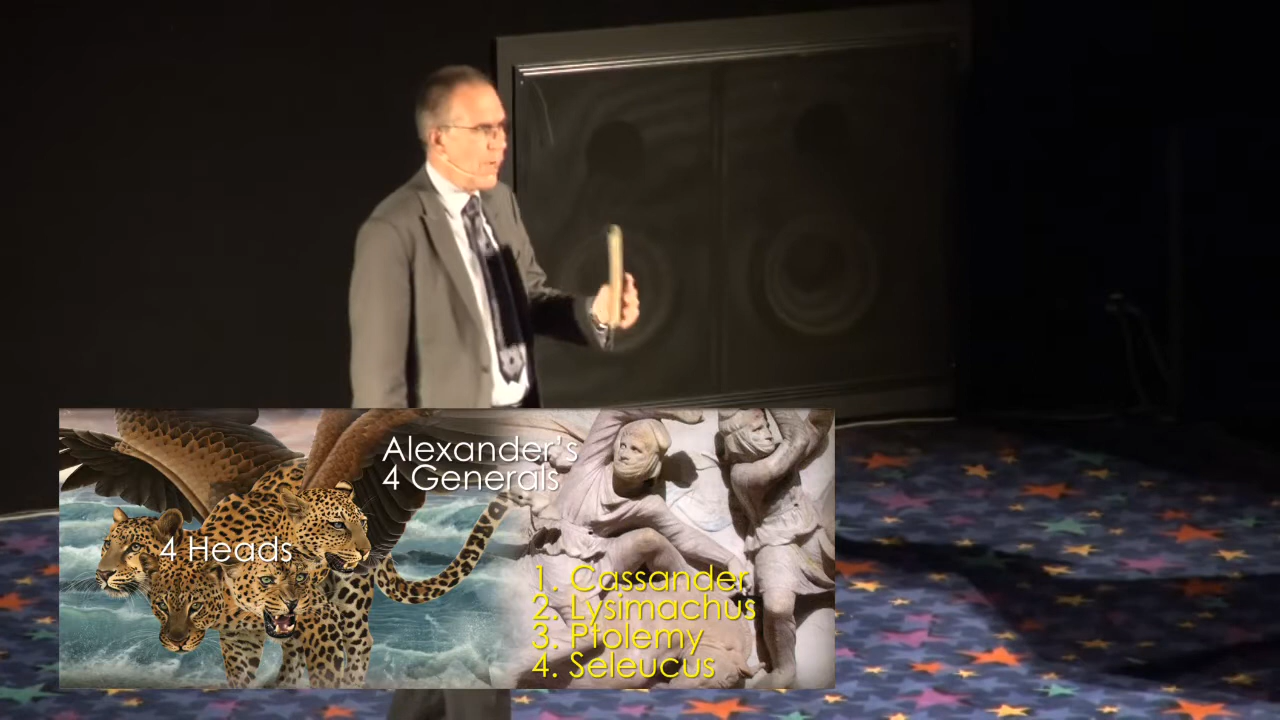 Alexander's
4 Generals
4 Heads
1. Cassander
2. Lysimachus
3. Ptolemy
4. Seleucus